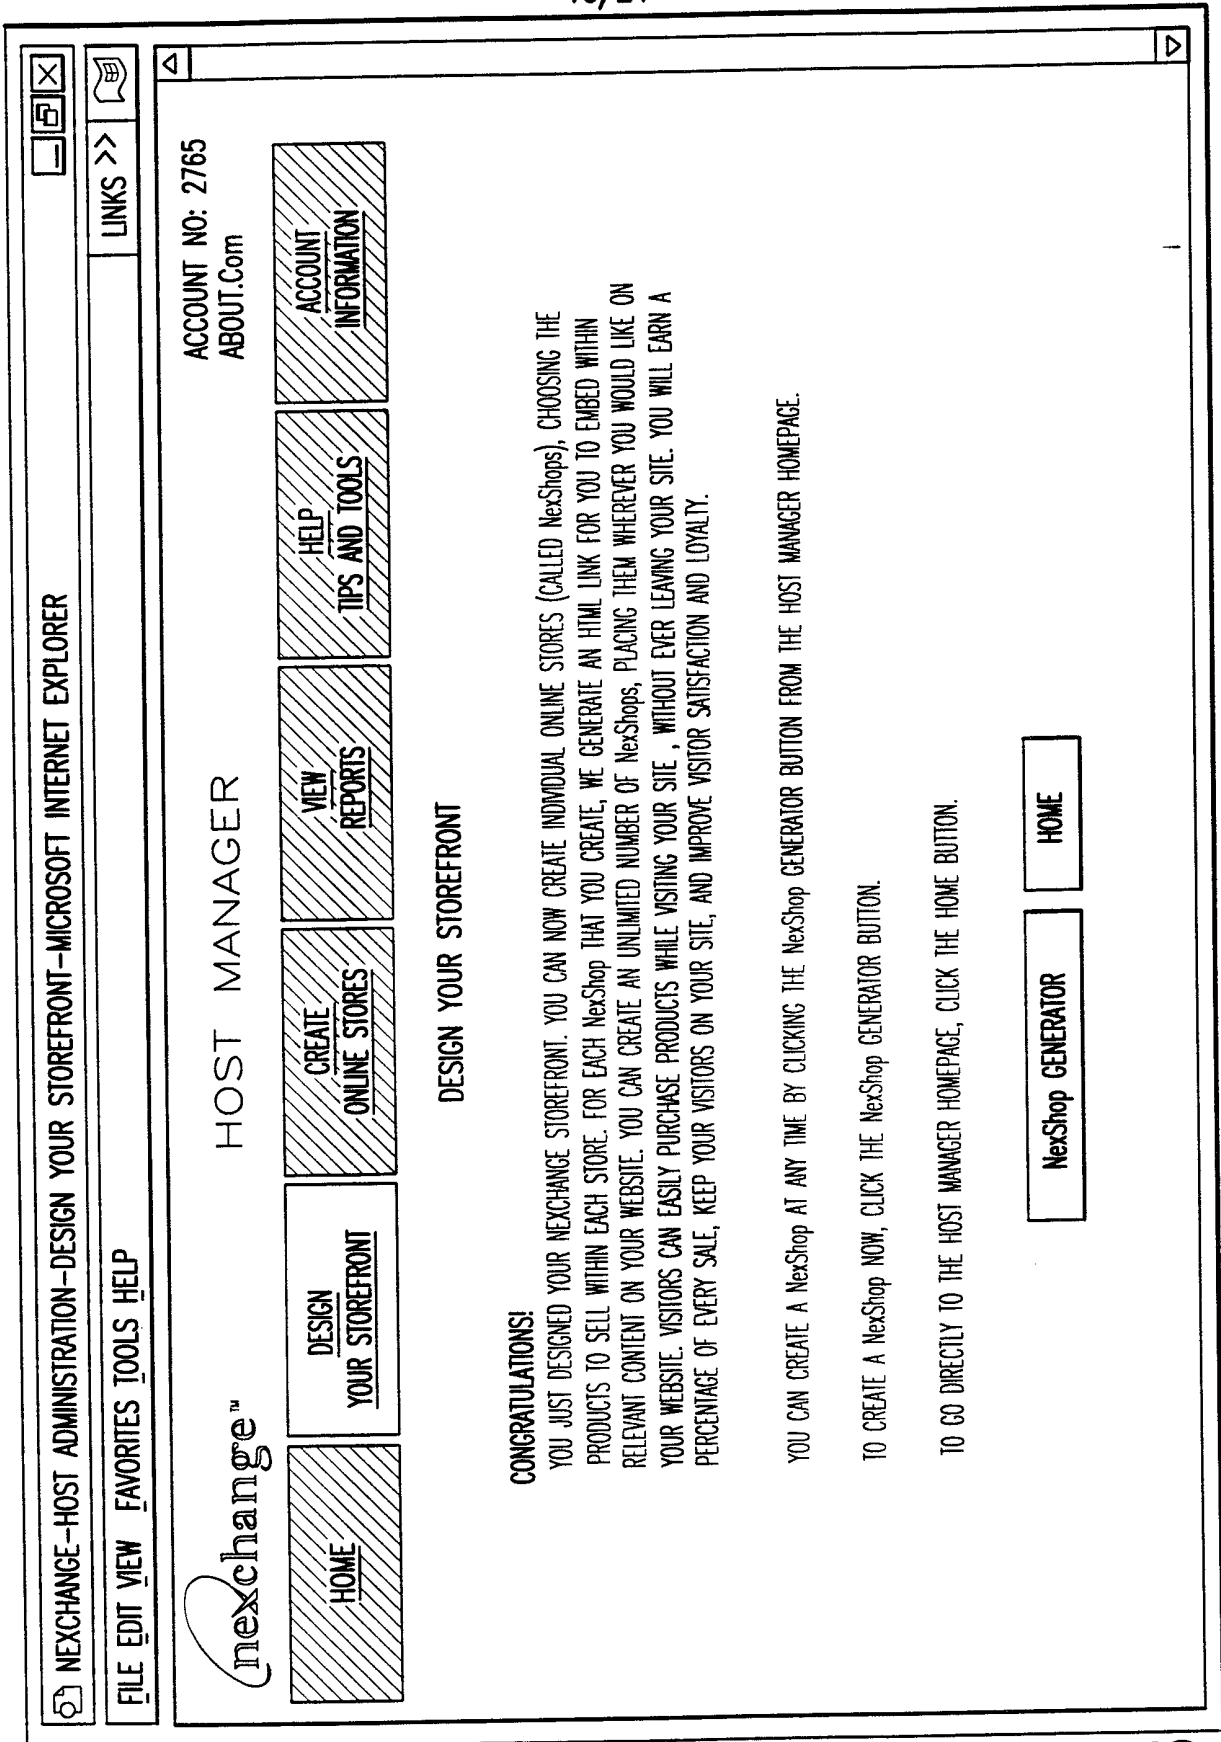 NEXCHANGE-HOST ADMINISTRATION-DESIGN YOUR STOREFRONT-MICROSOFT INTERNET EXPLORER
FILE EDIT VIEW FAVORITES TOOLS HELP
LINKS >>
nexchange™
HOST MANAGER
ACCOUNT NO: 2765
ABOUT.Com
HOME
DESIGN
YOUR STOREFRONT
CREATE
ONLINE STORES
VIEW
REPORTS
HELP
TIPS AND TOOLS
ACCOUNT
INFORMATION
DESIGN YOUR STOREFRONT
CONGRATULATIONS!
YOU JUST DESIGNED YOUR NEXCHANGE STOREFRONT. YOU CAN NOW CREATE INDIVIDUAL ONLINE STORES (CALLED NexShops), CHOOSING THE
PRODUCTS TO SELL WITHIN EACH STORE. FOR EACH NexShop THAT YOU CREATE, WE GENERATE AN HTML LINK FOR YOU TO EMBED WITHIN
RELEVANT CONTENT ON YOUR WEBSITE. YOU CAN CREATE AN UNLIMITED NUMBER OF NexShops, PLACING THEM WHEREVER YOU WOULD LIKE ON
YOUR WEBSITE. VISITORS CAN EASILY PURCHASE PRODUCTS WHILE VISITING YOUR SITE , WITHOUT EVER LEAVING YOUR SITE. YOU WILL EARN A
PERCENTAGE OF EVERY SALE, KEEP YOUR VISITORS ON YOUR SITE, AND IMPROVE VISITOR SATISFACTION AND LOYALTY.
YOU CAN CREATE A NexShop AT ANY TIME BY CLICKING THE NexShop GENERATOR BUTTON FROM THE HOST MANAGER HOMEPAGE.
TO CREATE A NexShop NOW, CLICK THE NexShop GENERATOR BUTTON.
TO GO DIRECTLY TO THE HOST MANAGER HOMEPAGE, CLICK THE HOME BUTTON.
NexShop GENERATOR
HOME